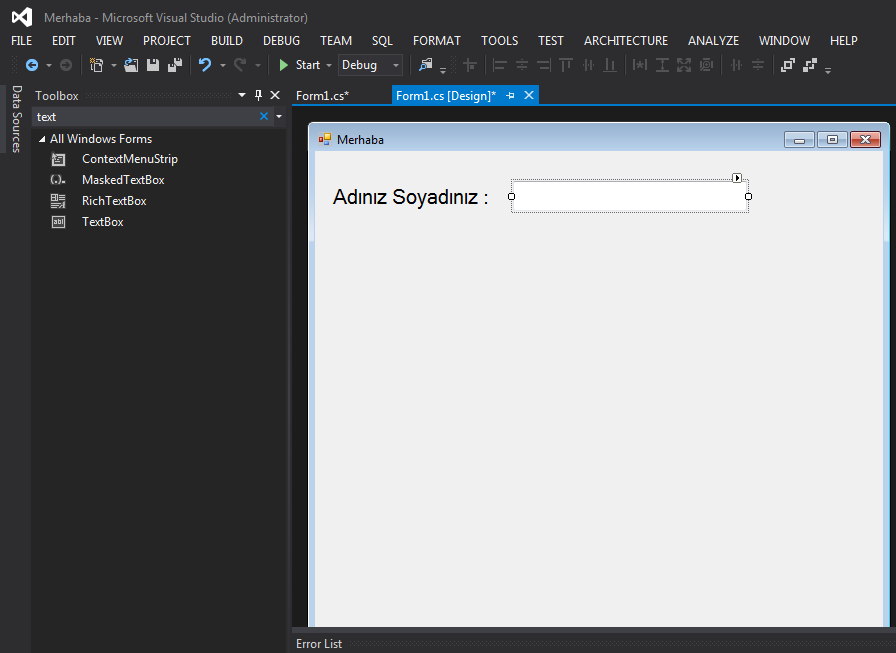 Merhaba - Microsoft Visual Studio (Administrator)
FILE EDIT VIEW PROJECT BUILD DEBUG TEAM SQL FORMAT TOOLS TEST ARCHITECTURE ANALYZE WINDOW HELP
Start Debug
Data Sources
Toolbox
Form1.cs* Form1.cs [Design]*
text
All Windows Forms
ContextMenuStrip
MaskedTextBox
RichTextBox
TextBox
Merhaba
Adınız Soyadınız :
Error List